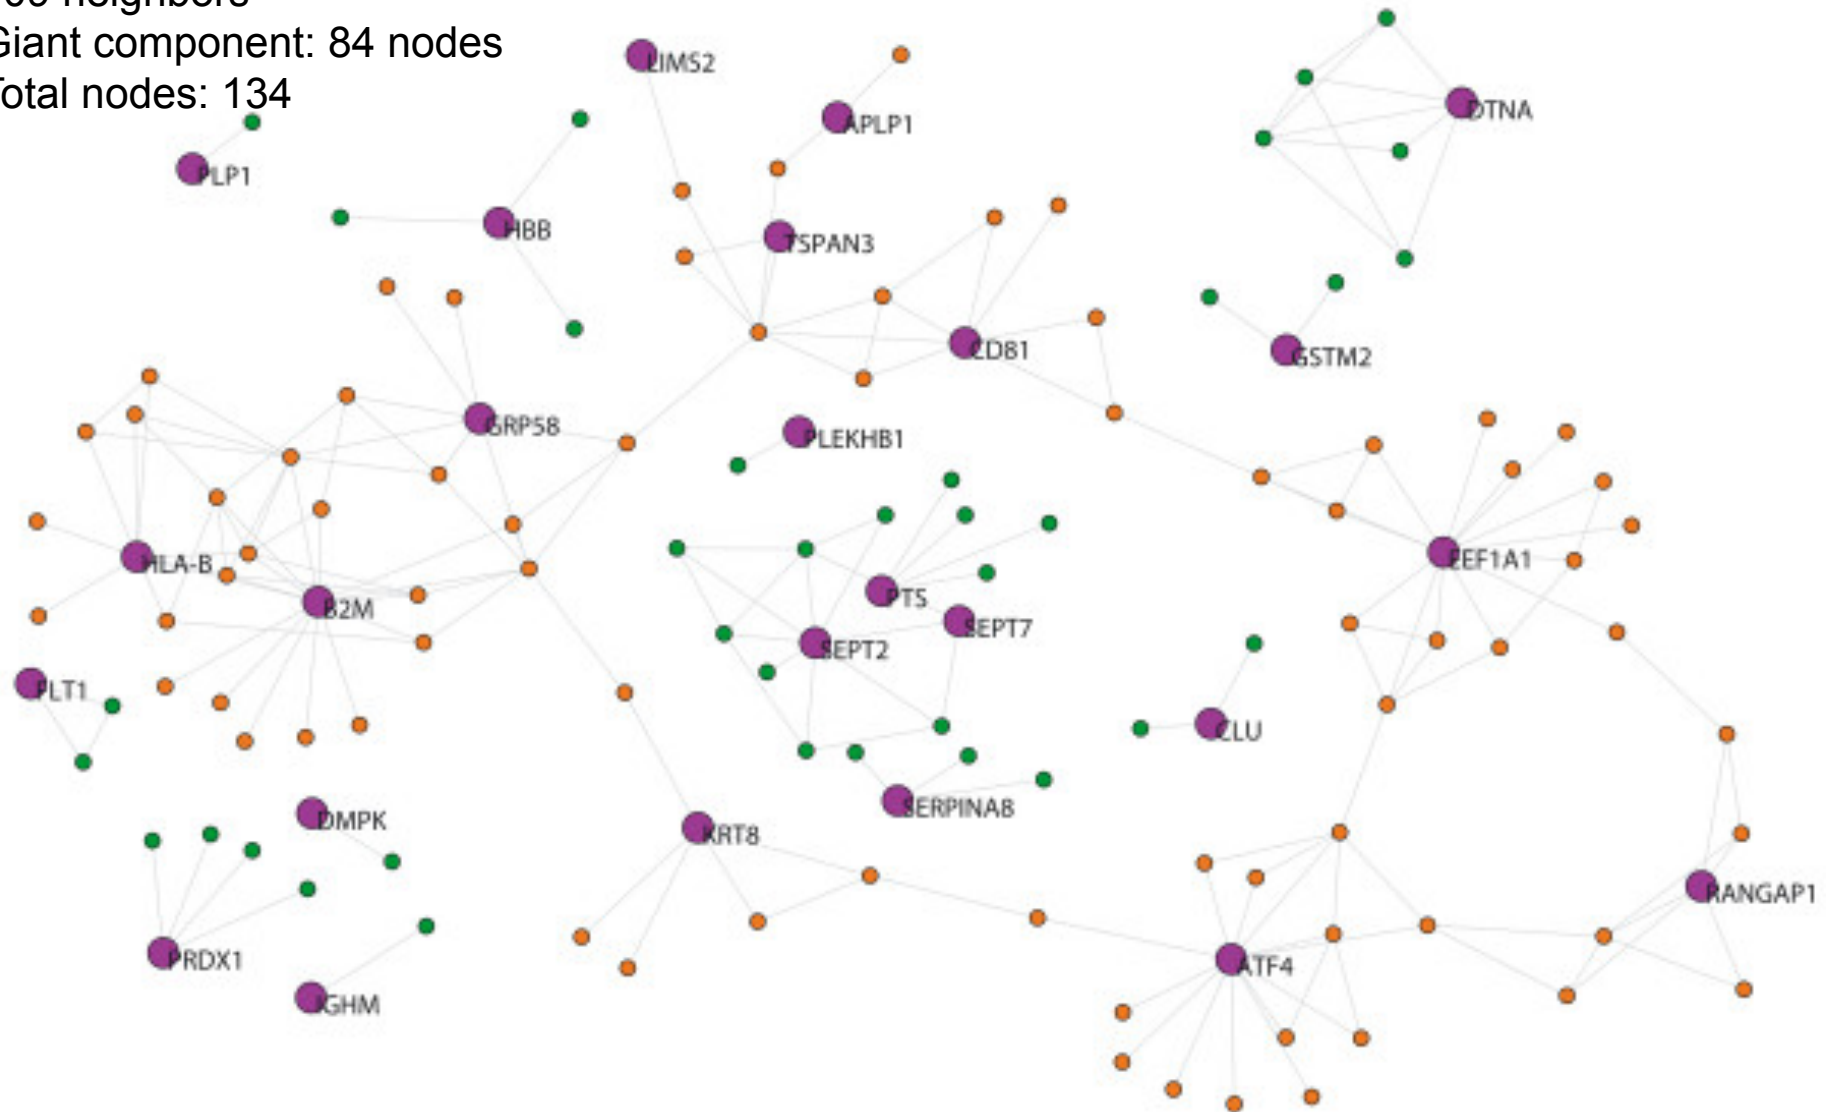 neighbors
Giant component: 84 nodes
Total nodes: 134
LIMS2
APLP1
DTNA
PLP1
HBB
TSPAN3
CD81
GSTM2
GRP58
PLEKHB1
HLA-B
EEF1A1
B2M
PTS
SEPT7
SEPT2
FLT1
CLU
SERPINA8
DMPK
KRT8
RANGAP1
PRDX1
ATF4
IGHM